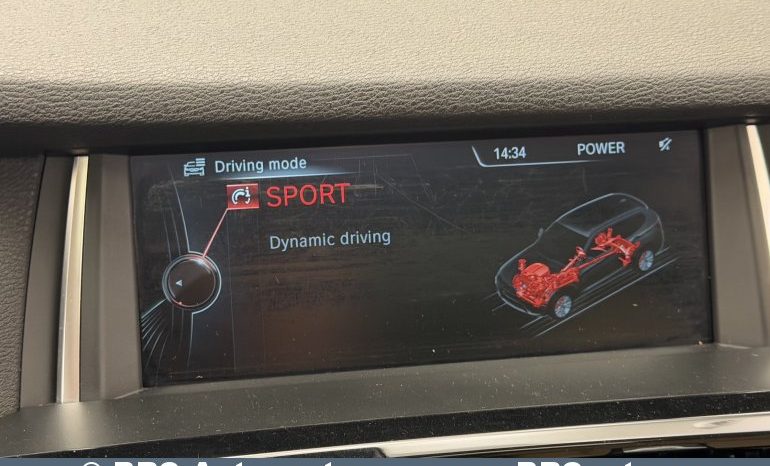 Driving mode
14:34 POWER
SPORT
Dynamic driving